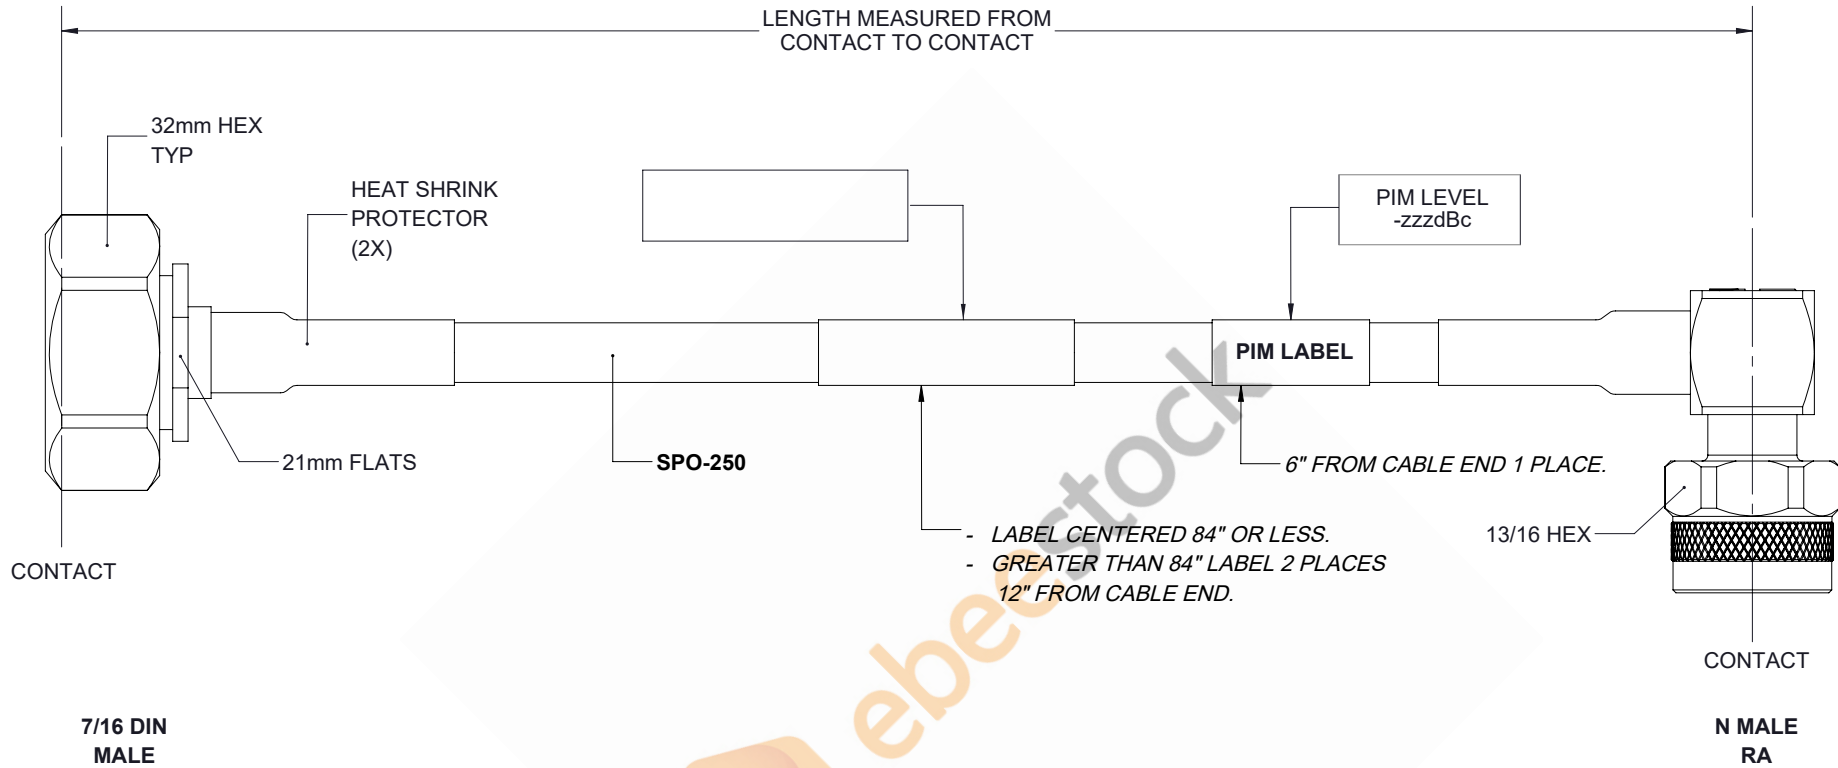 LENGTH MEASURED FROM
CONTACT TO CONTACT
32mm HEX
TYP
HEAT SHRINK
PROTECTOR
(2X)
PIM LEVEL
-zzzdBc
PIM LABEL
21mm FLATS
SPO-250
6" FROM CABLE END 1 PLACE.
- LABEL CENTERED 84" OR LESS.
- GREATER THAN 84" LABEL 2 PLACES
12" FROM CABLE END.
13/16 HEX
CONTACT
CONTACT
7/16 DIN
MALE
N MALE
RA
ebeestock